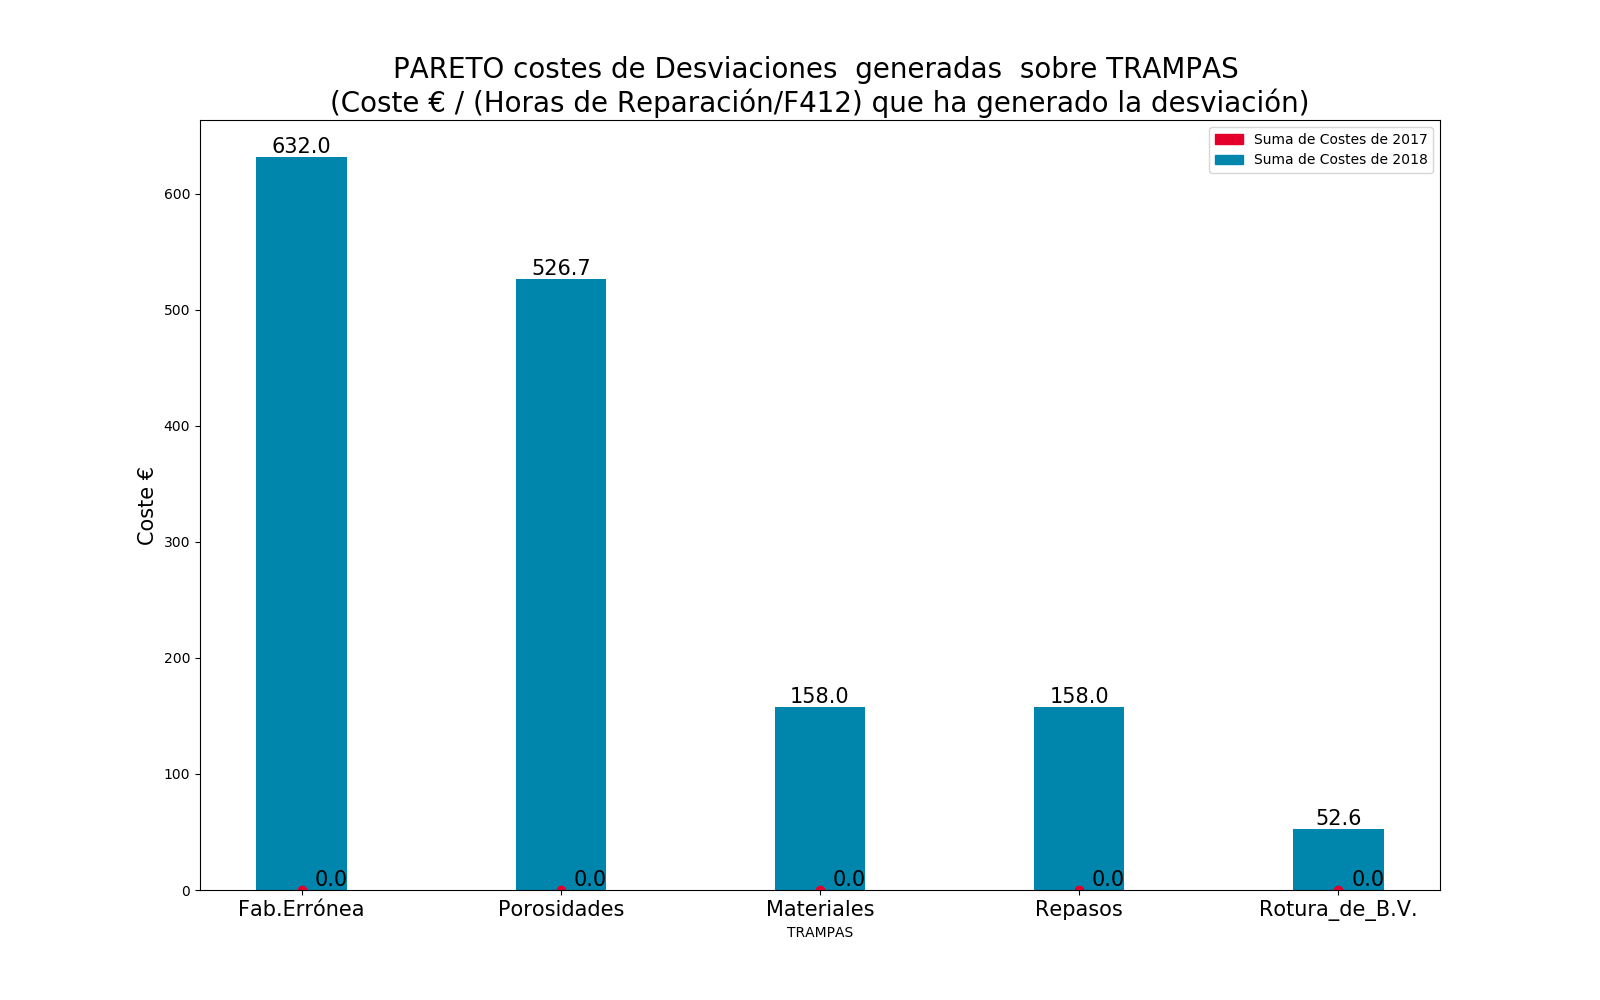 PARETO costes de Desviaciones  generadas  sobre TRAMPAS
(Coste € / (Horas de Reparación/F412) que ha generado la desviación)
Suma de Costes de 2017
Suma de Costes de 2018
632.0
526.7
158.0
158.0
52.6
0.0
0.0
0.0
0.0
0.0
600
500
400
300
200
100
0
Coste €
Fab.Errónea
Porosidades
Materiales
Repasos
Rotura_de_B.V.
TRAMPAS